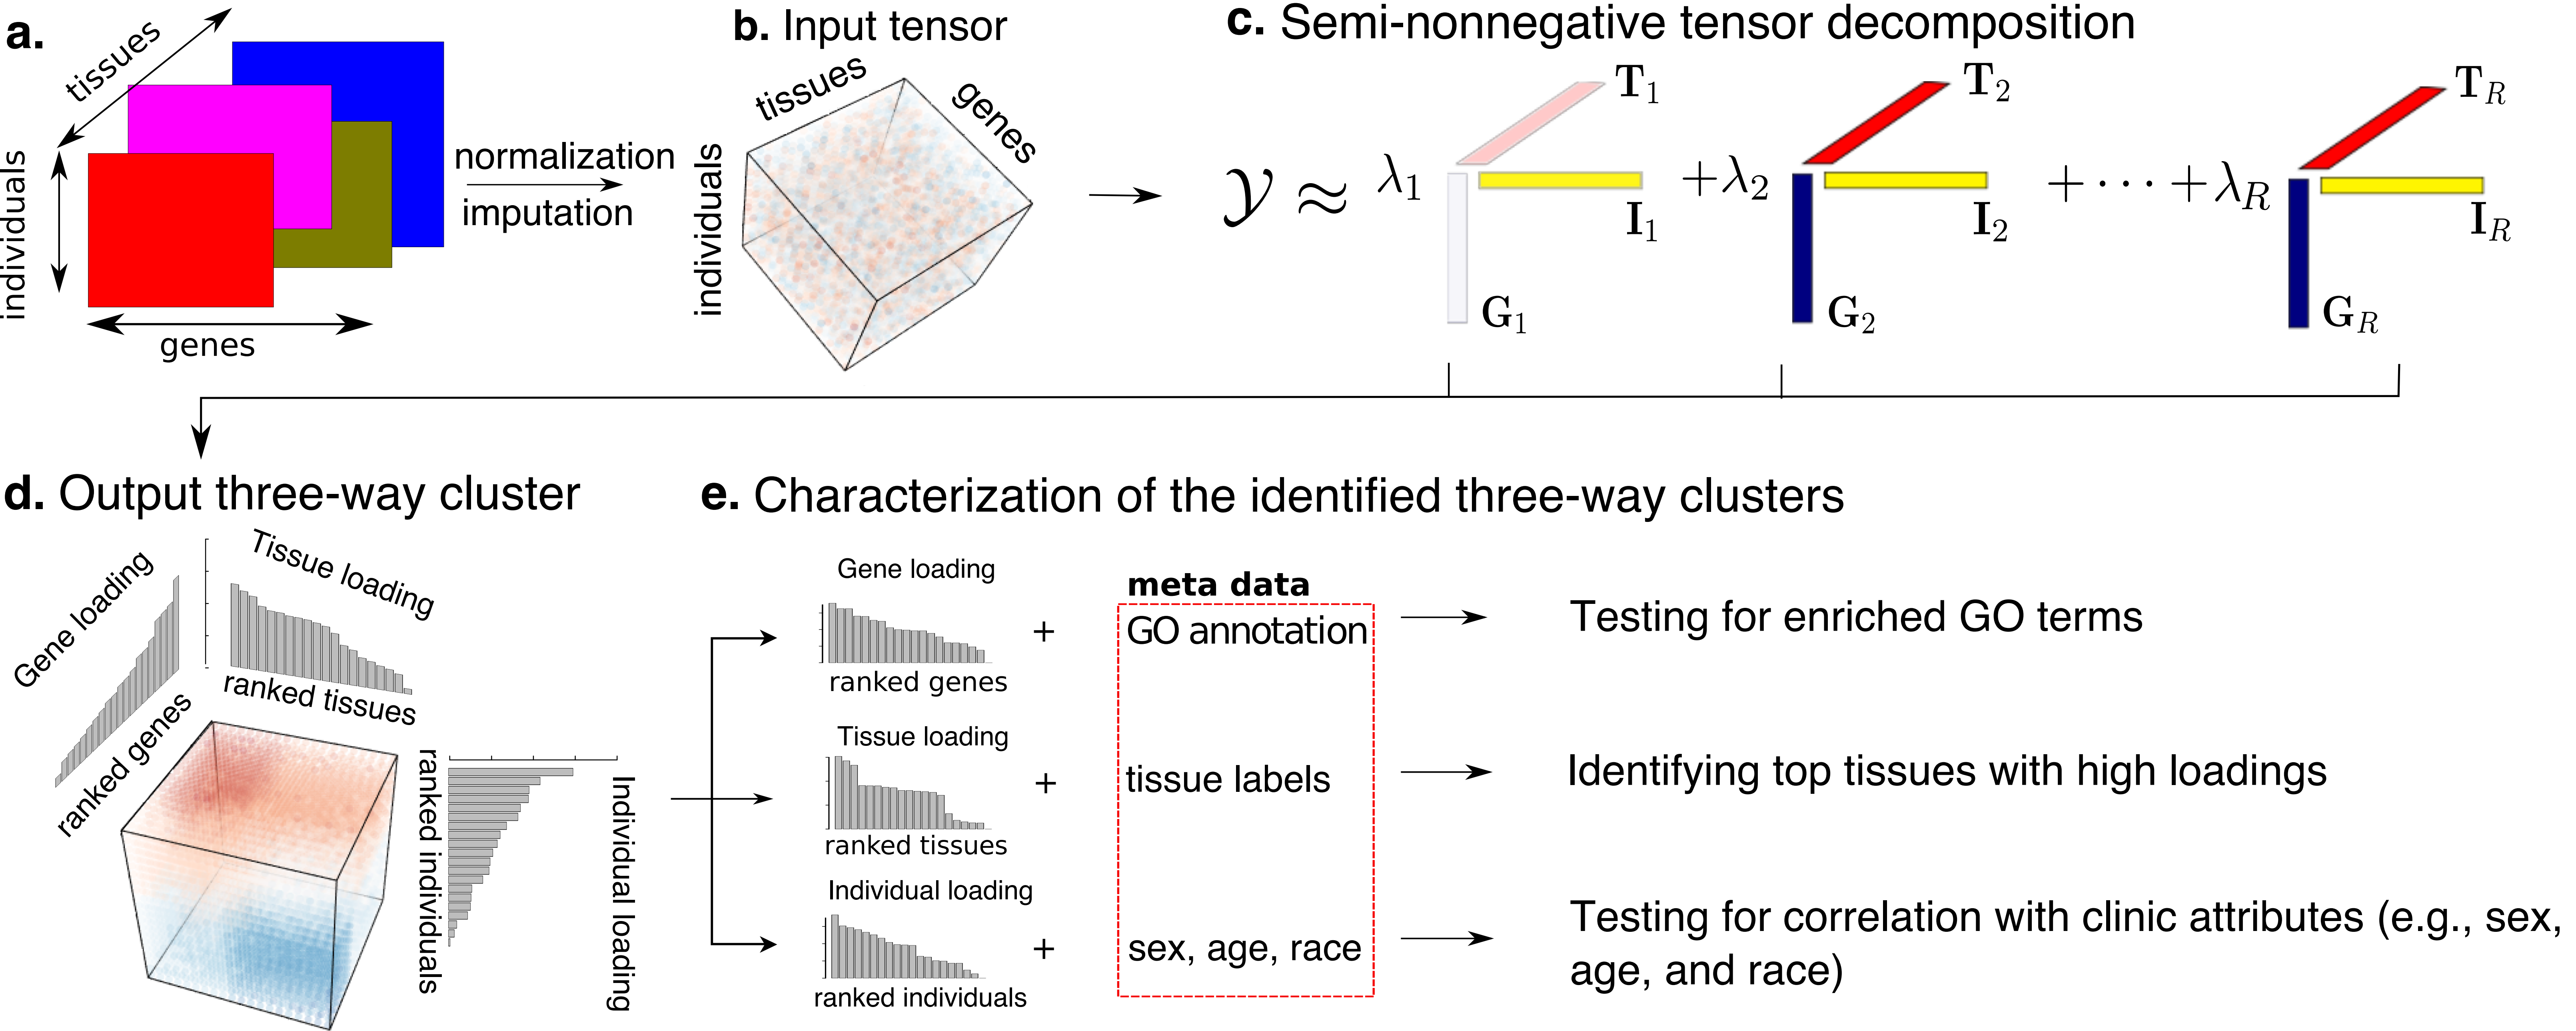 a.
tissues
individuals
genes
normalization
imputation
b. Input tensor
tissues
genes
individuals
c. Semi-nonnegative tensor decomposition
𝒴 ≈ λ₁ + λ₂ + ⋯ + λ_R
T₁
I₁
G₁
T₂
I₂
G₂
T_R
I_R
G_R
d. Output three-way cluster
Gene loading
ranked genes
Tissue loading
ranked tissues
ranked individuals
Individual loading
e. Characterization of the identified three-way clusters
meta data
Gene loading
ranked genes
+
GO annotation
Testing for enriched GO terms
Tissue loading
ranked tissues
+
tissue labels
Identifying top tissues with high loadings
Individual loading
ranked individuals
+
sex, age, race
Testing for correlation with clinic attributes (e.g., sex,
age, and race)